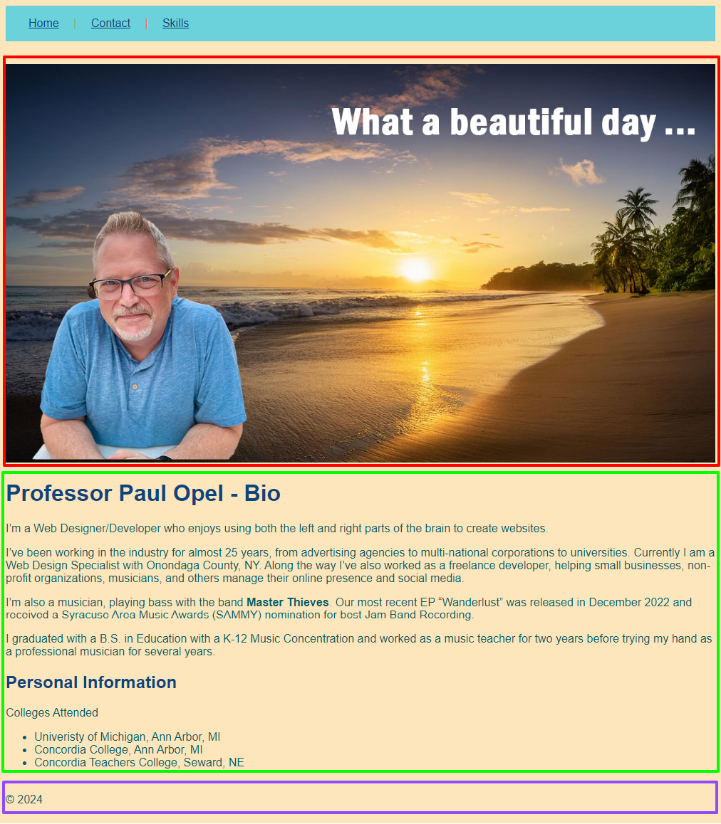 Home | Contact | Skills
What a beautiful day ...
Professor Paul Opel - Bio
I'm a Web Designer/Developer who enjoys using both the left and right parts of the brain to create websites.
I've been working in the industry for almost 25 years, from advertising agencies to multi-national corporations to universities. Currently I am a
Web Design Specialist with Onondaga County, NY. Along the way I've also worked as a freelance developer, helping small businesses, non-
profit organizations, musicians, and others manage their online presence and social media.
I'm also a musician, playing bass with the band Master Thieves. Our most recent EP “Wanderlust” was released in December 2022 and
received a Syracuse Area Music Awards (SAMMY) nomination for best Jam Band Recording.
I graduated with a B.S. in Education with a K-12 Music Concentration and worked as a music teacher for two years before trying my hand as
a professional musician for several years.
Personal Information
Colleges Attended
• Univeristy of Michigan, Ann Arbor, MI
• Concordia College, Ann Arbor, MI
• Concordia Teachers College, Seward, NE
© 2024